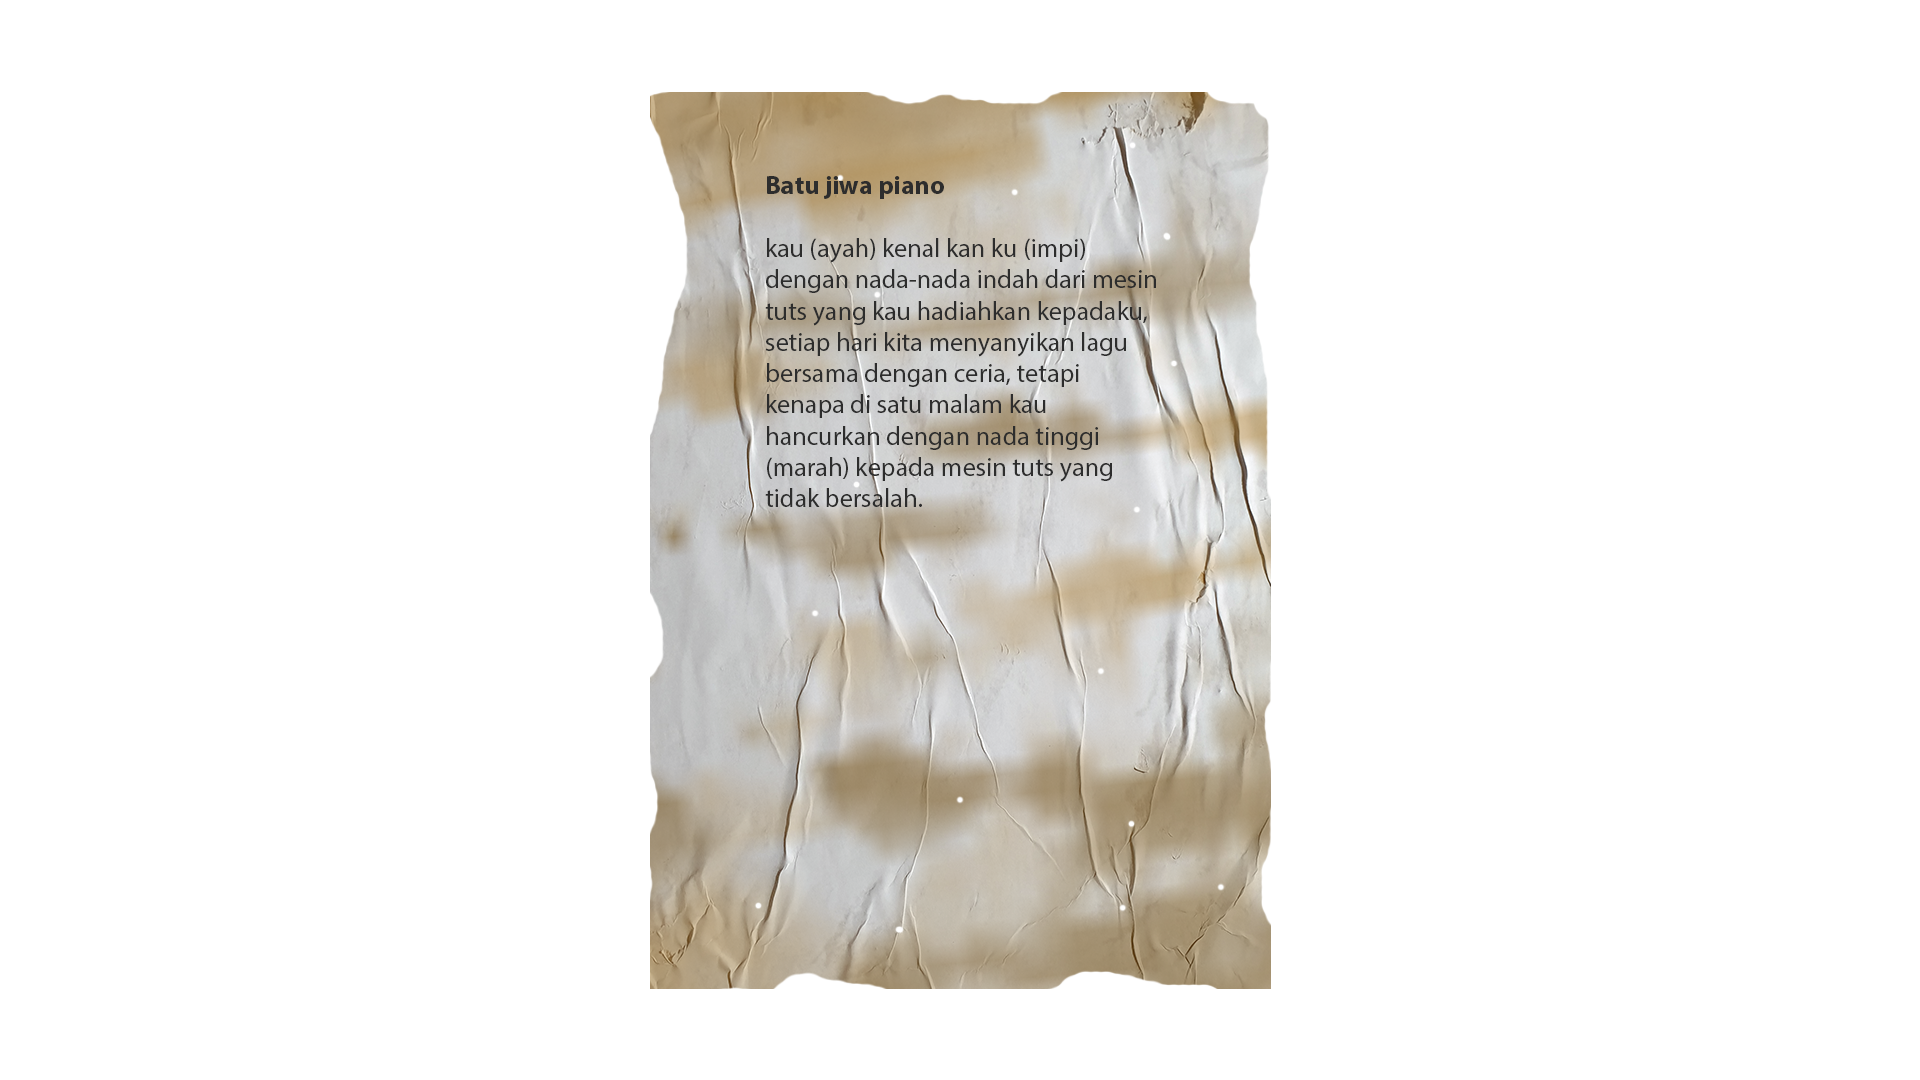 Batu jiwa piano
kau (ayah) kenal kan ku (impi)
dengan nada-nada indah dari mesin
tuts yang kau hadiahkan kepadaku,
setiap hari kita menyanyikan lagu
bersama dengan ceria, tetapi
kenapa di satu malam kau
hancurkan dengan nada tinggi
(marah) kepada mesin tuts yang
tidak bersalah.